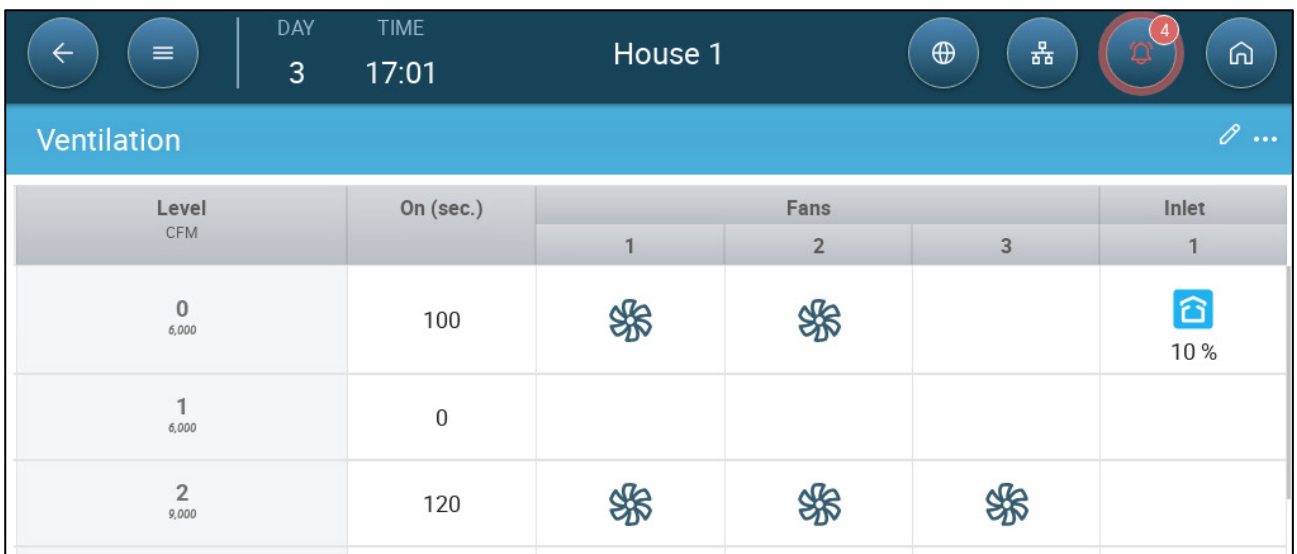 DAY TIME
3 17:01 House 1 4
Ventilation
Level On (sec.) Fans Inlet
CFM
1 2 3 1
0 100
6,000
10 %
1 0
6,000
2 120
9,000